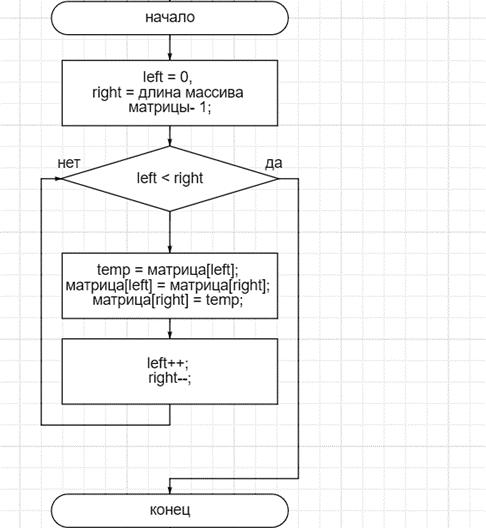 начало
left = 0,
right = длина массива
матрицы- 1;
нет
да
left < right
temp = матрица[left];
матрица[left] = матрица[right];
матрица[right] = temp;
left++;
right--;
конец